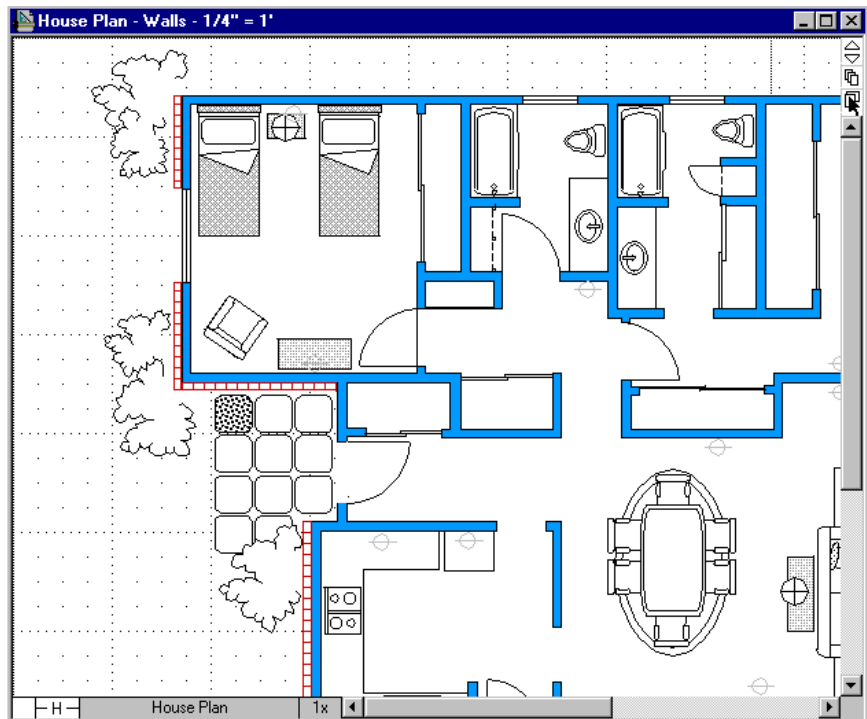 House Plan - Walls - 1/4" = 1'
H
House Plan
1x